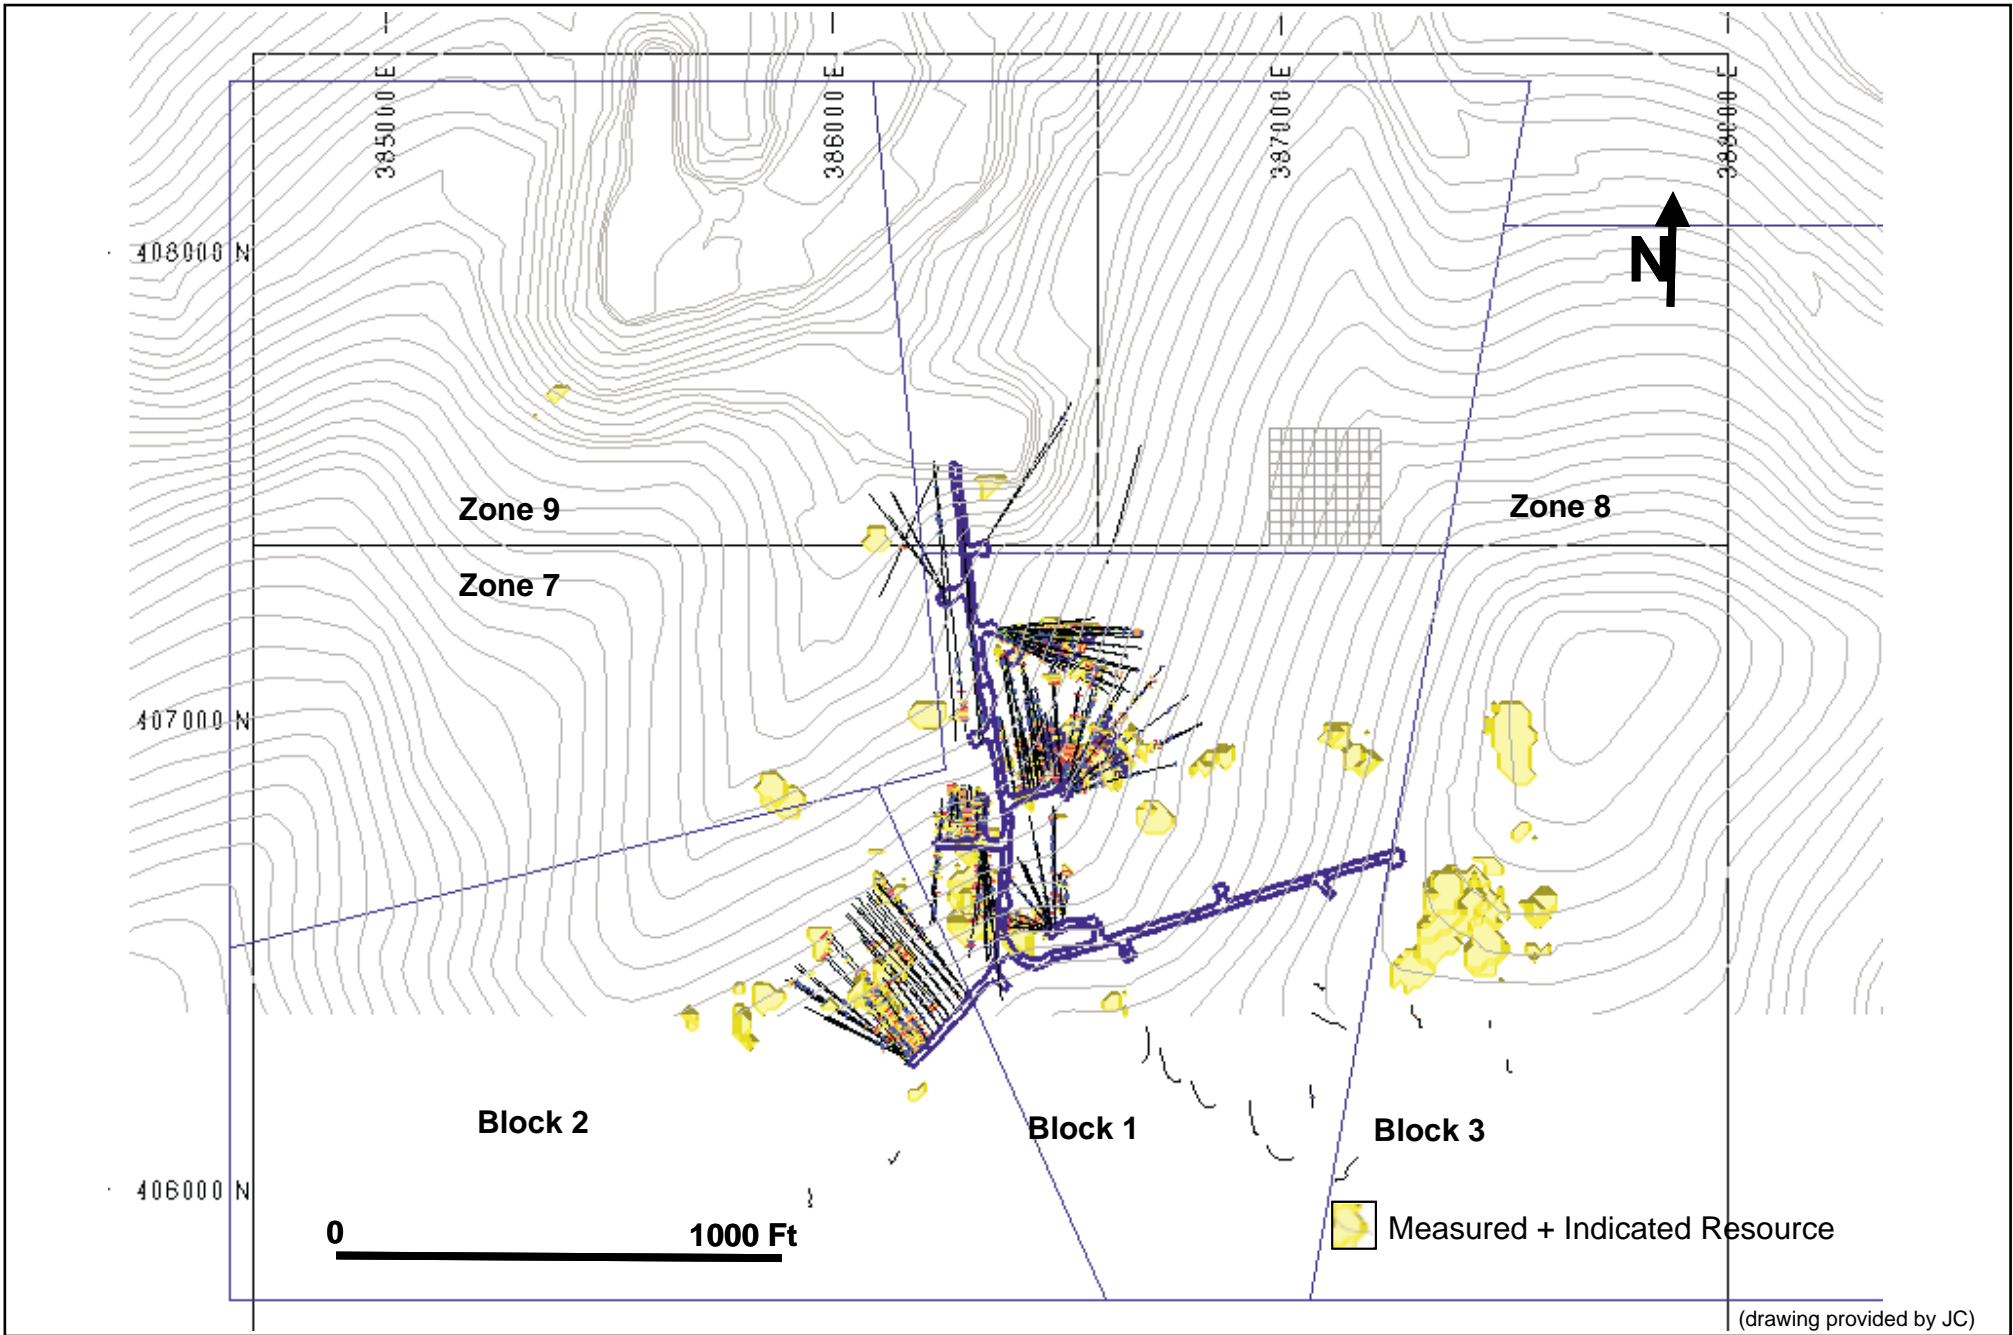 385000 E
386000 E
387000 E
388000 E
408000 N
N
Zone 9
Zone 8
Zone 7
407000 N
Block 2
Block 1
Block 3
406000 N
0 1000 Ft
Measured + Indicated Resource
(drawing provided by JC)